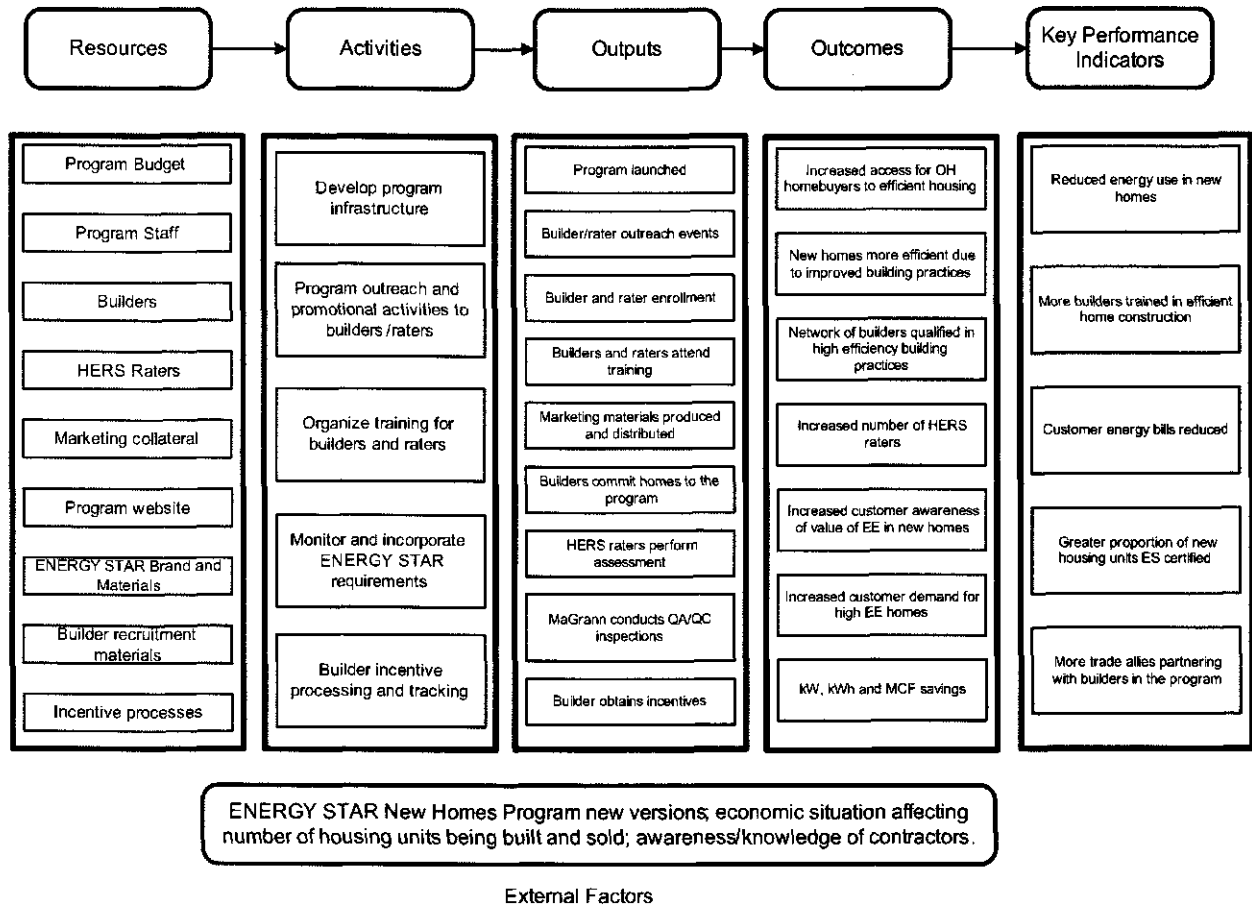 Resources
Activities
Outputs
Outcomes
Key Performance
Indicators
Program Budget
Program Staff
Builders
HERS Raters
Marketing collateral
Program website
ENERGY STAR Brand and
Materials
Builder recruitment
materials
Incentive processes
Develop program
infrastructure
Program outreach and
promotional activities to
builders /raters
Organize training for
builders and raters
Monitor and incorporate
ENERGY STAR
requirements
Builder incentive
processing and tracking
Program launched
Builder/rater outreach events
Builder and rater enrollment
Builders and raters attend
training
Marketing materials produced
and distributed
Builders commit homes to the
program
HERS raters perform
assessment
MaGrann conducts QA/QC
inspections
Builder obtains incentives
Increased access for OH
homebuyers to efficient housing
New homes more efficient due
to improved building practices
Network of builders qualified in
high efficiency building
practices
Increased number of HERS
raters
Increased customer awareness
of value of EE in new homes
Increased customer demand for
high EE homes
kW, kWh and MCF savings
Reduced energy use in new
homes
More builders trained in efficient
home construction
Customer energy bills reduced
Greater proportion of new
housing units ES certified
More trade allies partnering
with builders in the program
ENERGY STAR New Homes Program new versions; economic situation affecting
number of housing units being built and sold; awareness/knowledge of contractors.
External Factors